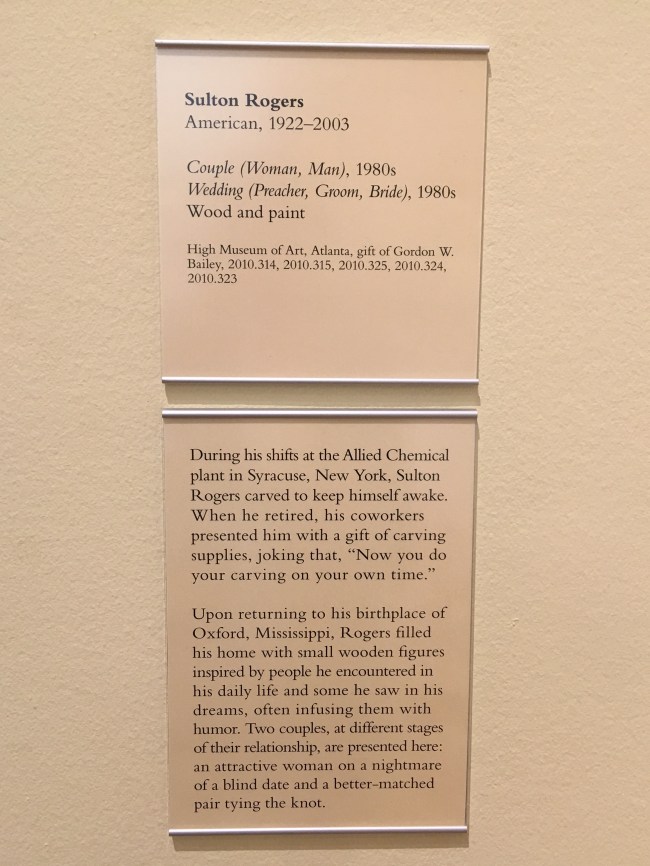 Sulton Rogers
American, 1922–2003
Couple (Woman, Man), 1980s
Wedding (Preacher, Groom, Bride), 1980s
Wood and paint
High Museum of Art, Atlanta, gift of Gordon W.
Bailey, 2010.314, 2010.315, 2010.325, 2010.324,
2010.323
During his shifts at the Allied Chemical
plant in Syracuse, New York, Sulton
Rogers carved to keep himself awake.
When he retired, his coworkers
presented him with a gift of carving
supplies, joking that, “Now you do
your carving on your own time.”
Upon returning to his birthplace of
Oxford, Mississippi, Rogers filled
his home with small wooden figures
inspired by people he encountered in
his daily life and some he saw in his
dreams, often infusing them with
humor. Two couples, at different stages
of their relationship, are presented here:
an attractive woman on a nightmare
of a blind date and a better-matched
pair tying the knot.